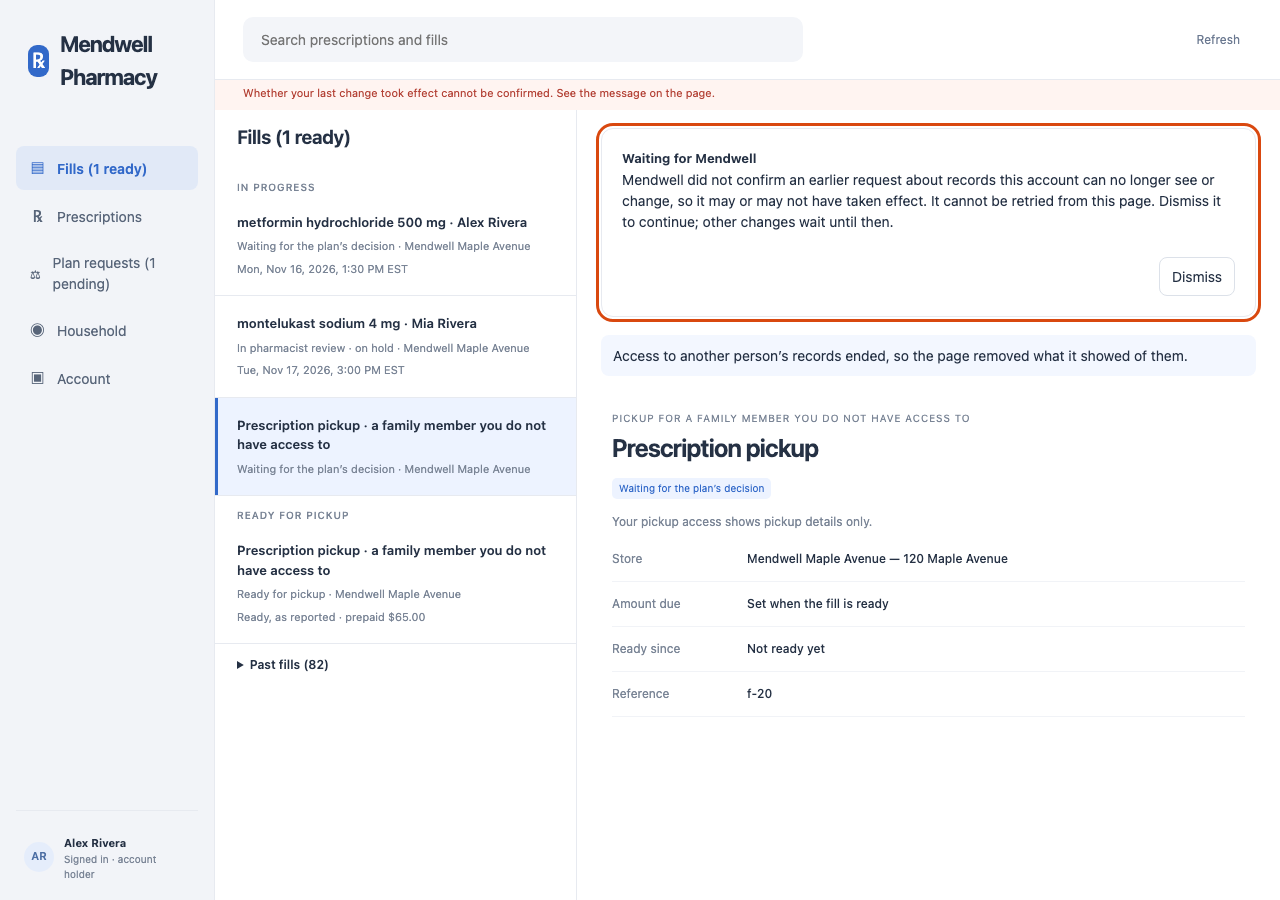 Mendwell
Pharmacy
Fills (1 ready)
Prescriptions
Plan requests (1
pending)
Household
Account
AR
Alex Rivera
Signed in · account
holder
Search prescriptions and fills
Refresh
Whether your last change took effect cannot be confirmed. See the message on the page.
Fills (1 ready)
IN PROGRESS
metformin hydrochloride 500 mg · Alex Rivera
Waiting for the plan’s decision · Mendwell Maple Avenue
Mon, Nov 16, 2026, 1:30 PM EST
montelukast sodium 4 mg · Mia Rivera
In pharmacist review · on hold · Mendwell Maple Avenue
Tue, Nov 17, 2026, 3:00 PM EST
Prescription pickup · a family member you do not
have access to
Waiting for the plan’s decision · Mendwell Maple Avenue
READY FOR PICKUP
Prescription pickup · a family member you do not
have access to
Ready for pickup · Mendwell Maple Avenue
Ready, as reported · prepaid $65.00
Past fills (82)
Waiting for Mendwell
Mendwell did not confirm an earlier request about records this account can no longer see or
change, so it may or may not have taken effect. It cannot be retried from this page. Dismiss it
to continue; other changes wait until then.
Dismiss
Access to another person’s records ended, so the page removed what it showed of them.
PICKUP FOR A FAMILY MEMBER YOU DO NOT HAVE ACCESS TO
Prescription pickup
Waiting for the plan’s decision
Your pickup access shows pickup details only.
Store Mendwell Maple Avenue — 120 Maple Avenue
Amount due Set when the fill is ready
Ready since Not ready yet
Reference f-20